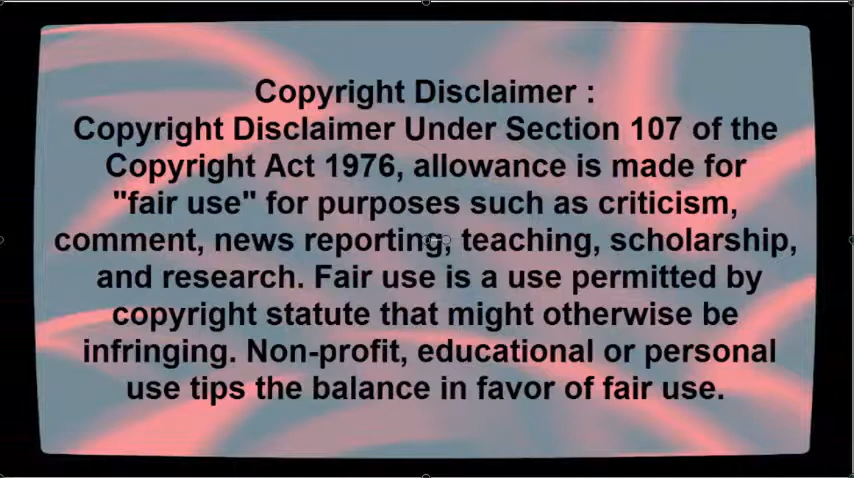 Copyright Disclaimer :
Copyright Disclaimer Under Section 107 of the
Copyright Act 1976, allowance is made for
"fair use" for purposes such as criticism,
comment, news reporting, teaching, scholarship,
and research. Fair use is a use permitted by
copyright statute that might otherwise be
infringing. Non-profit, educational or personal
use tips the balance in favor of fair use.